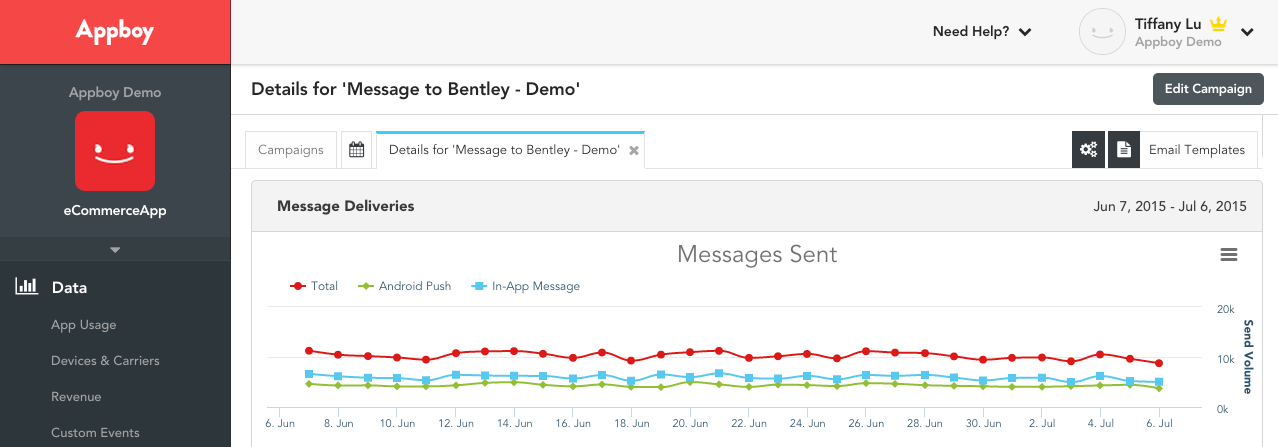 Appboy
Need Help?
Tiffany Lu
Appboy Demo
Appboy Demo
eCommerceApp
Data
App Usage
Devices & Carriers
Revenue
Custom Events
Details for 'Message to Bentley - Demo'
Edit Campaign
Campaigns
Details for 'Message to Bentley - Demo'
Email Templates
Message Deliveries
Jun 7, 2015 - Jul 6, 2015
Messages Sent
Total Android Push In-App Message
20k
10k
0k
Send Volume
6. Jun 8. Jun 10. Jun 12. Jun 14. Jun 16. Jun 18. Jun 20. Jun 22. Jun 24. Jun 26. Jun 28. Jun 30. Jun 2. Jul 4. Jul 6. Jul